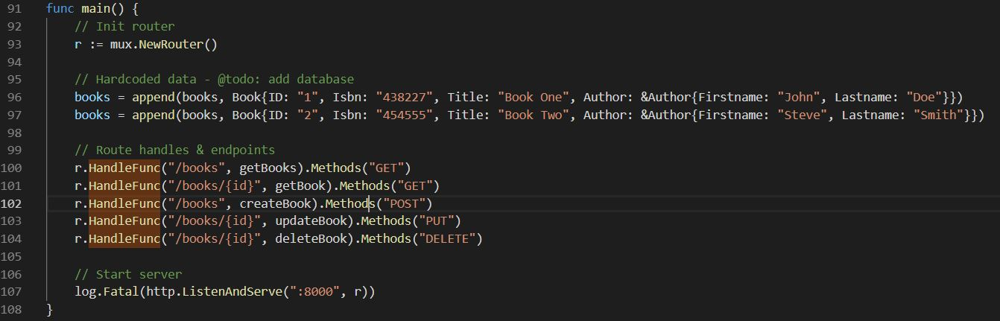 91 func main() {
92 // Init router
93 r := mux.NewRouter()
94
95 // Hardcoded data - @todo: add database
96 books = append(books, Book{ID: "1", Isbn: "438227", Title: "Book One", Author: &Author{Firstname: "John", Lastname: "Doe"}})
97 books = append(books, Book{ID: "2", Isbn: "454555", Title: "Book Two", Author: &Author{Firstname: "Steve", Lastname: "Smith"}})
98
99 // Route handles & endpoints
100 r.HandleFunc("/books", getBooks).Methods("GET")
101 r.HandleFunc("/books/{id}", getBook).Methods("GET")
102 r.HandleFunc("/books", createBook).Methods("POST")
103 r.HandleFunc("/books/{id}", updateBook).Methods("PUT")
104 r.HandleFunc("/books/{id}", deleteBook).Methods("DELETE")
105
106 // Start server
107 log.Fatal(http.ListenAndServe(":8000", r))
108 }